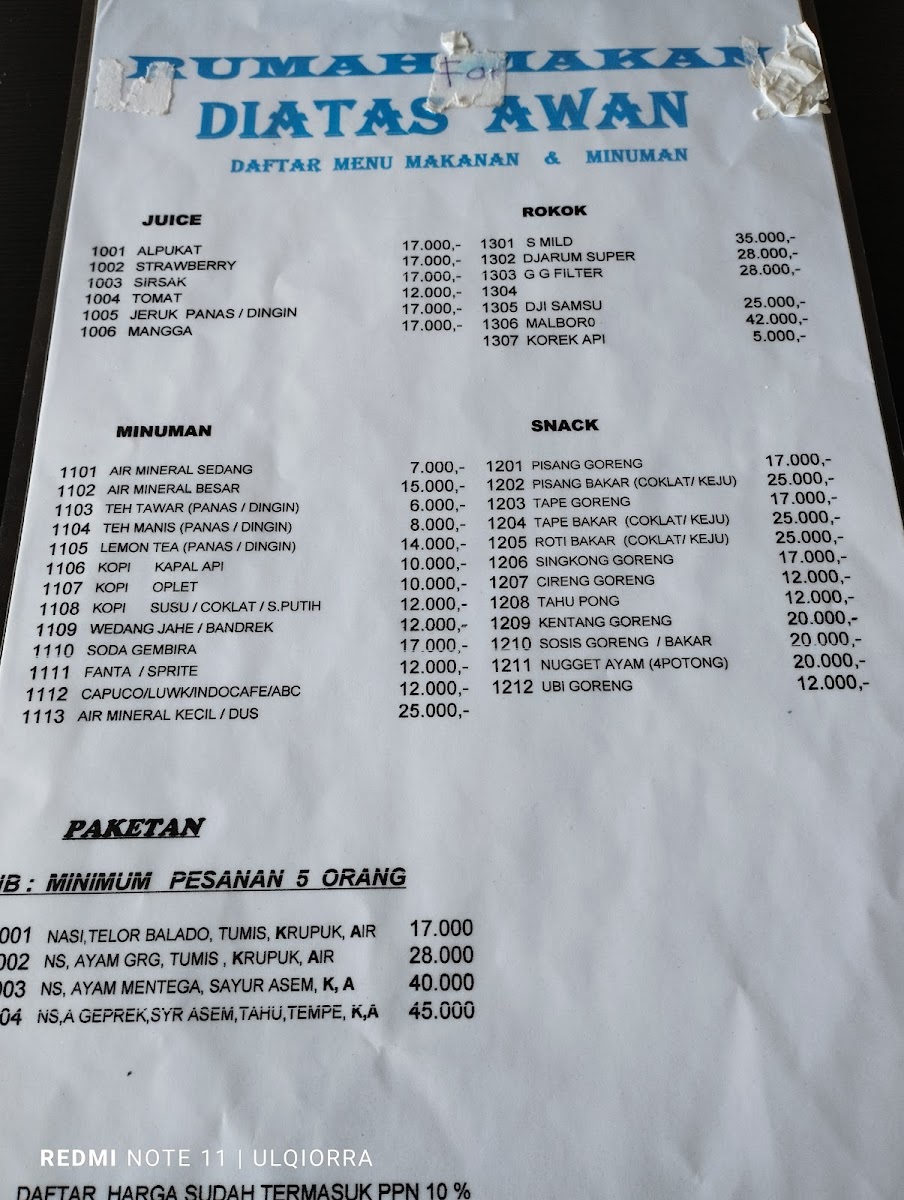 RUMAH MAKAN
For
DIATAS AWAN
DAFTAR MENU MAKANAN & MINUMAN
JUICE
1001 ALPUKAT 17.000,-
1002 STRAWBERRY 17.000,-
1003 SIRSAK 17.000,-
1004 TOMAT 12.000,-
1005 JERUK PANAS / DINGIN 17.000,-
1006 MANGGA 17.000,-
ROKOK
1301 S MILD 35.000,-
1302 DJARUM SUPER 28.000,-
1303 G G FILTER 28.000,-
1304
1305 DJI SAMSU 25.000,-
1306 MALBOR0 42.000,-
1307 KOREK API 5.000,-
MINUMAN
1101 AIR MINERAL SEDANG 7.000,-
1102 AIR MINERAL BESAR 15.000,-
1103 TEH TAWAR (PANAS / DINGIN) 6.000,-
1104 TEH MANIS (PANAS / DINGIN) 8.000,-
1105 LEMON TEA (PANAS / DINGIN) 14.000,-
1106 KOPI KAPAL API 10.000,-
1107 KOPI OPLET 10.000,-
1108 KOPI SUSU / COKLAT / S.PUTIH 12.000,-
1109 WEDANG JAHE / BANDREK 12.000,-
1110 SODA GEMBIRA 17.000,-
1111 FANTA / SPRITE 12.000,-
1112 CAPUCO/LUWK/INDOCAFE/ABC 12.000,-
1113 AIR MINERAL KECIL / DUS 25.000,-
SNACK
1201 PISANG GORENG 17.000,-
1202 PISANG BAKAR (COKLAT/ KEJU) 25.000,-
1203 TAPE GORENG 17.000,-
1204 TAPE BAKAR (COKLAT/ KEJU) 25.000,-
1205 ROTI BAKAR (COKLAT/ KEJU) 25.000,-
1206 SINGKONG GORENG 17.000,-
1207 CIRENG GORENG 12.000,-
1208 TAHU PONG 12.000,-
1209 KENTANG GORENG 20.000,-
1210 SOSIS GORENG / BAKAR 20.000,-
1211 NUGGET AYAM (4POTONG) 20.000,-
1212 UBI GORENG 12.000,-
PAKETAN
NB : MINIMUM PESANAN 5 ORANG
001 NASI,TELOR BALADO, TUMIS, KRUPUK, AIR 17.000
002 NS, AYAM GRG, TUMIS , KRUPUK, AIR 28.000
03 NS, AYAM MENTEGA, SAYUR ASEM, K, A 40.000
04 NS,A GEPREK,SYR ASEM,TAHU,TEMPE, K,A 45.000
REDMI NOTE 11 | ULQIORRA
DAFTAR HARGA SUDAH TERMASUK PPN 10 %